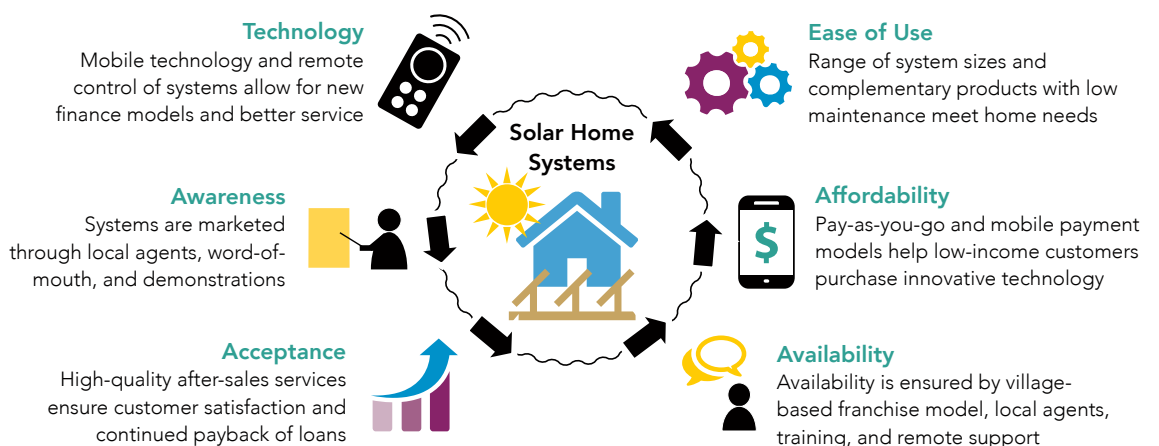 Technology
Mobile technology and remote
control of systems allow for new
finance models and better service
Ease of Use
Range of system sizes and
complementary products with low
maintenance meet home needs
Solar Home
Systems
Awareness
Systems are marketed
through local agents, word-of-
mouth, and demonstrations
Affordability
$
Pay-as-you-go and mobile payment
models help low-income customers
purchase innovative technology
Acceptance
High-quality after-sales services
ensure customer satisfaction and
continued payback of loans
Availability
Availability is ensured by village-
based franchise model, local agents,
training, and remote support